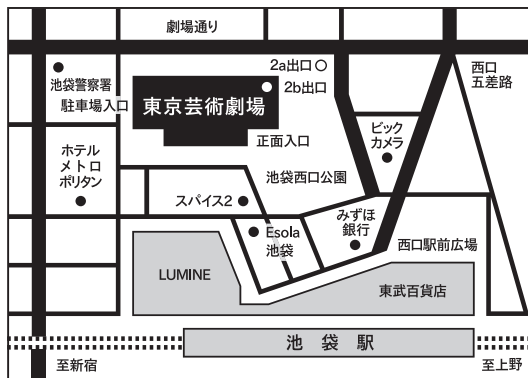 劇場通り
2a出口
2b出口
西口
五差路
池袋警察署
駐車場入口
東京芸術劇場
正面入口
ビック
カメラ
ホテル
メトロ
ポリタン
池袋西口公園
スパイス2
みずほ
銀行
Esola
池袋
西口駅前広場
LUMINE
東武百貨店
池袋駅
至新宿
至上野